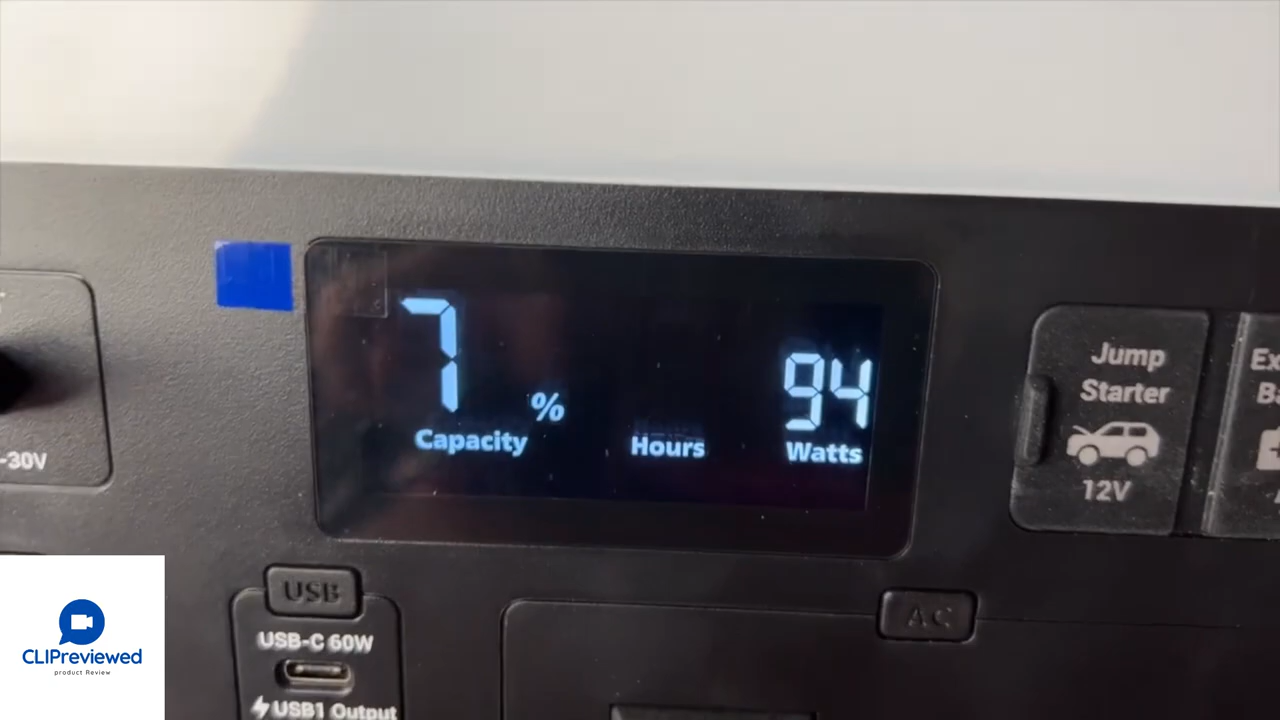 7 %
Capacity
Hours
94
Watts
-30V
Jump
Starter
12V
USB
USB-C 60W
USB1 Output
AC
CLIPreviewed
product Review